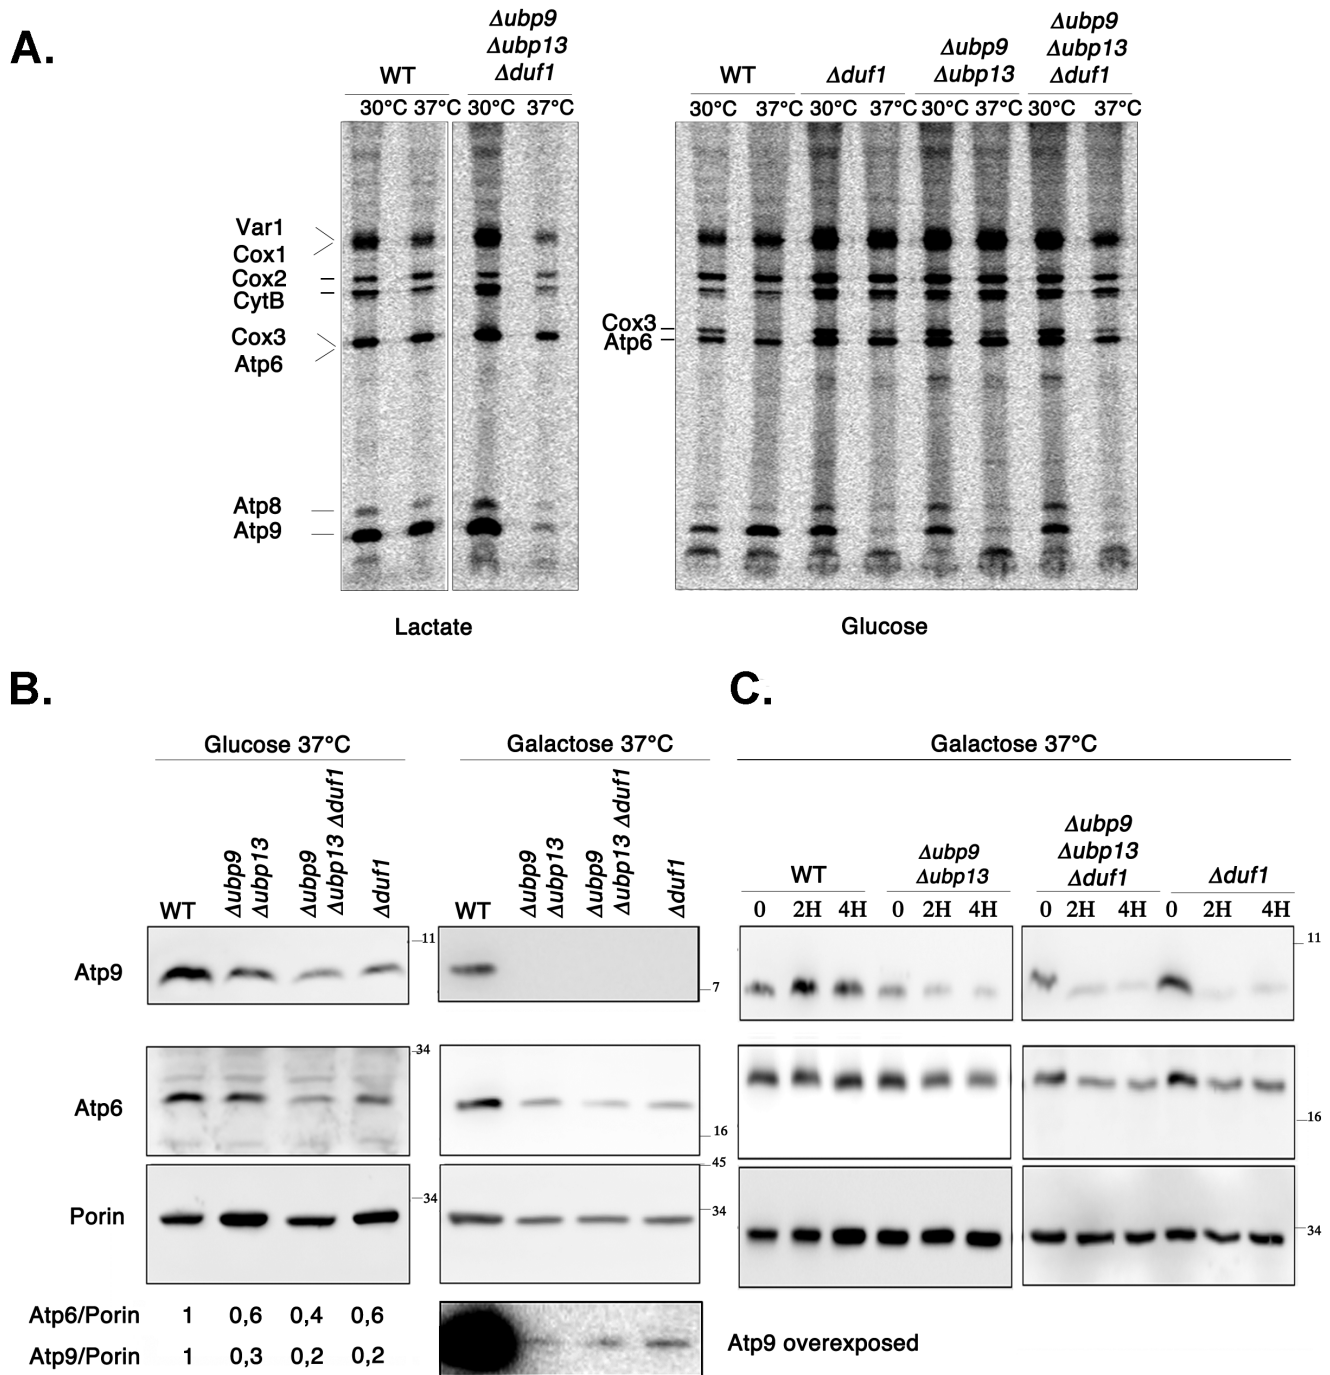 A.
WT
Δubp9
Δubp13
Δduf1
30°C 37°C 30°C 37°C
Var1
Cox1
Cox2
CytB
Cox3
Atp6
Atp8
Atp9
Lactate
WT
Δduf1
Δubp9
Δubp13
Δubp9
Δubp13
Δduf1
30°C 37°C 30°C 37°C 30°C 37°C 30°C 37°C
Cox3
Atp6
Glucose
B.
Glucose 37°C
WT
Δubp9
Δubp13
Δubp9
Δubp13 Δduf1
Δduf1
Galactose 37°C
WT
Δubp9
Δubp13
Δubp9
Δubp13 Δduf1
Δduf1
Atp9
11
7
Atp6
34
16
Porin
34
45
34
Atp6/Porin 1 0,6 0,4 0,6
Atp9/Porin 1 0,3 0,2 0,2
Atp9 overexposed
C.
Galactose 37°C
WT
Δubp9
Δubp13
Δubp9
Δubp13
Δduf1
Δduf1
0 2H 4H 0 2H 4H 0 2H 4H 0 2H 4H
11
16
34